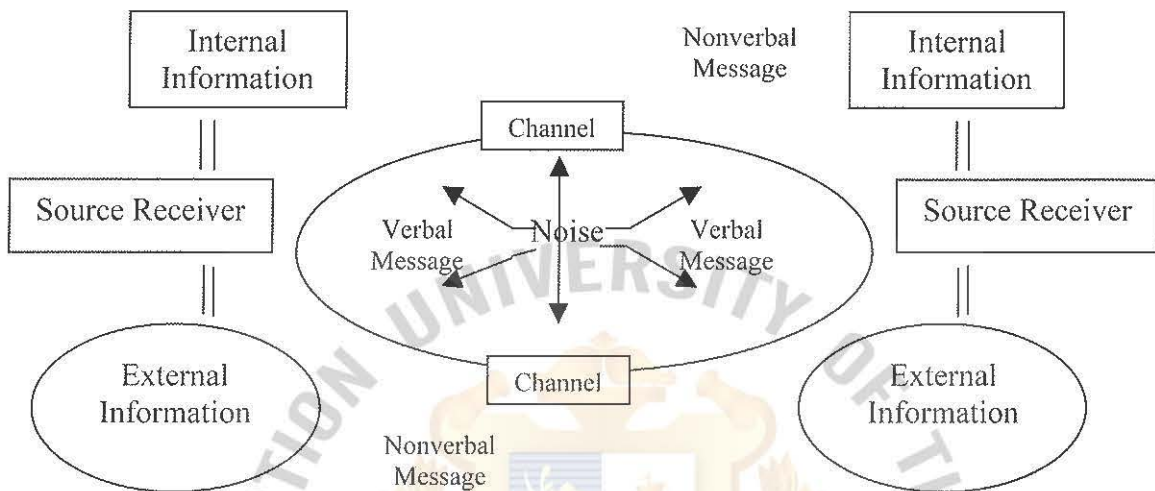 Internal
Information
Nonverbal
Message
Internal
Information
Channel
Source Receiver
Verbal
Message
Noise
Verbal
Message
Source Receiver
UNIVERSITY OF
External
Information
Channel
External
Information
Nonverbal
Message